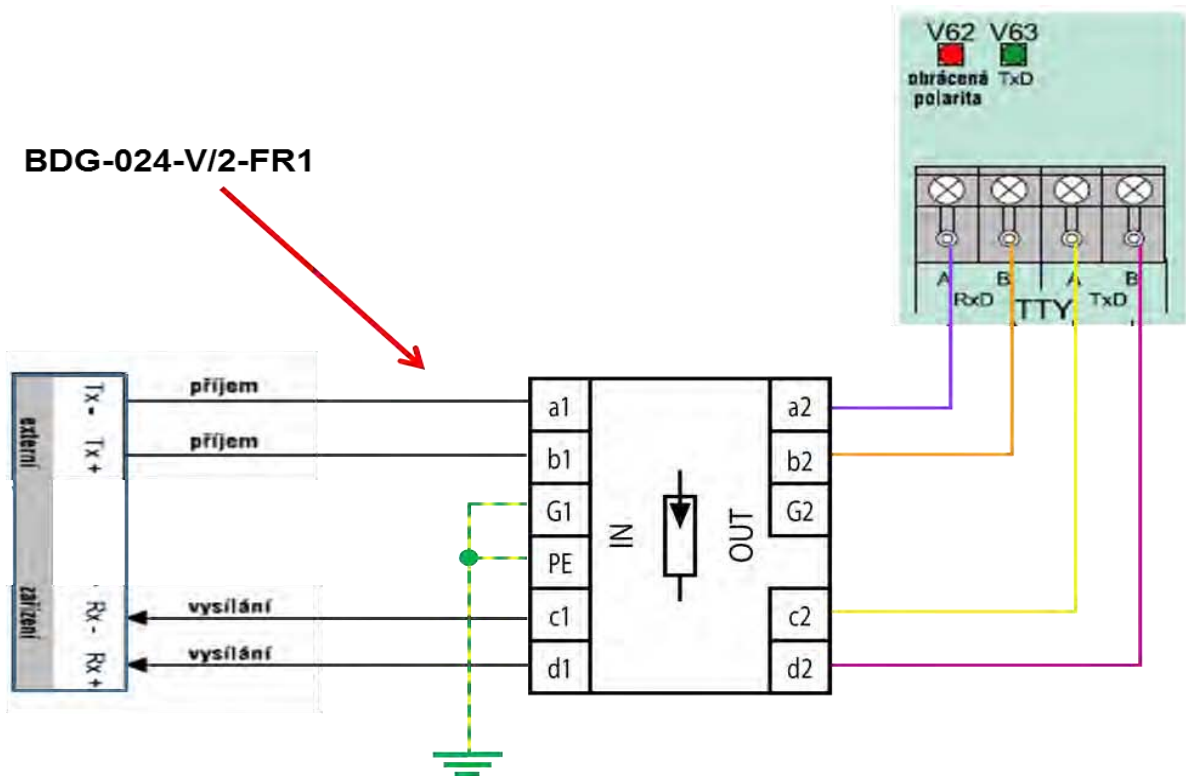 V62 V63
obrácená TxD
polarita
BDG-024-V/2-FR1
A B A B
RxD TTY TxD
externí zařízení
Tx-
Tx+
Rx-
Rx+
příjem
příjem
vysílání
vysílání
a1
b1
G1
PE
c1
d1
IN
OUT
a2
b2
G2
c2
d2